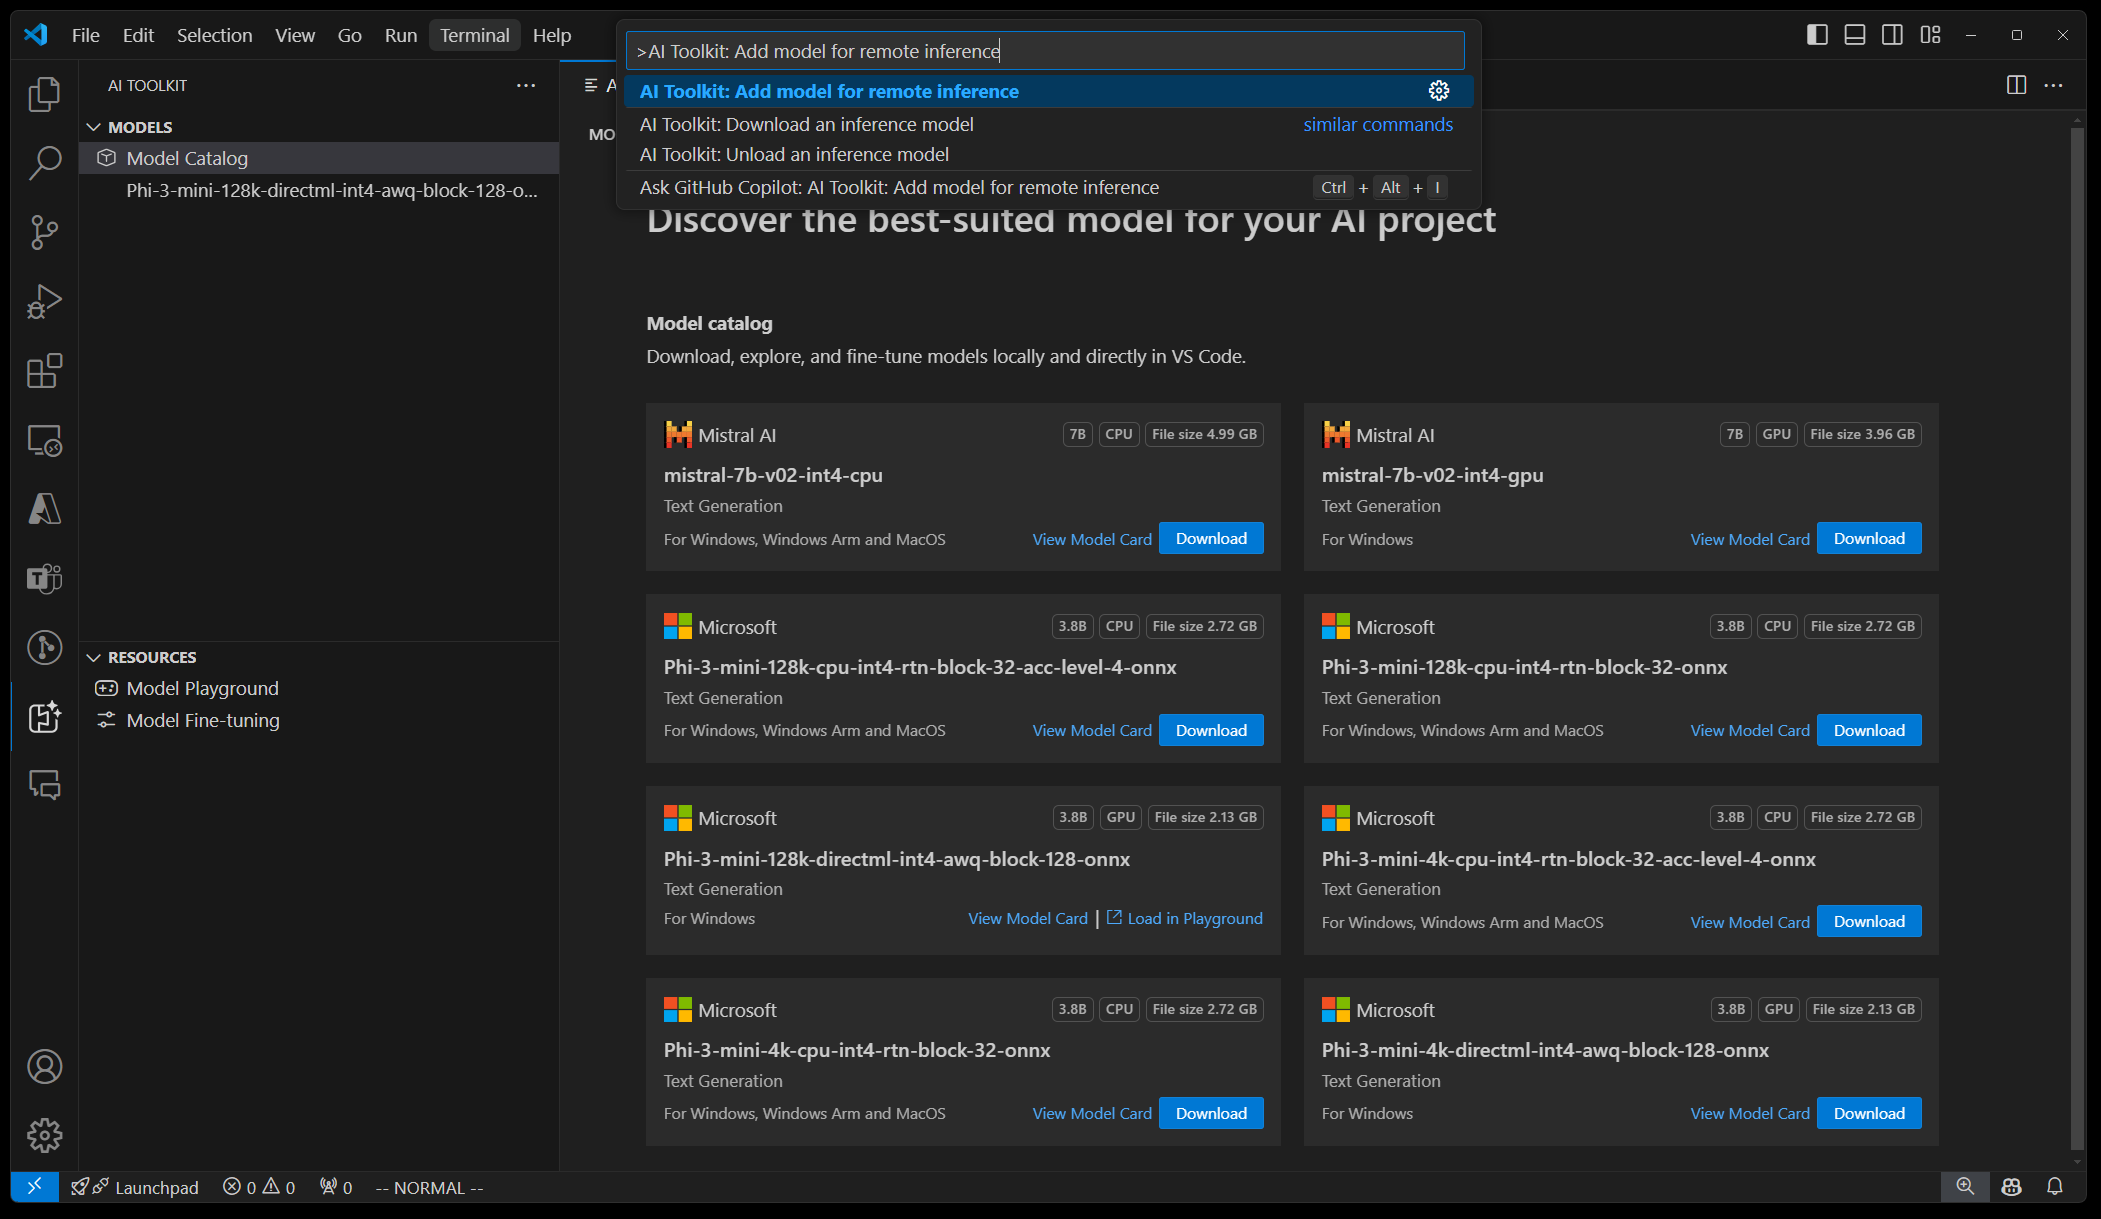 File Edit Selection View Go Run Terminal Help
>AI Toolkit: Add model for remote inference
AI Toolkit: Add model for remote inference
AI Toolkit: Download an inference model similar commands
AI Toolkit: Unload an inference model
Ask GitHub Copilot: AI Toolkit: Add model for remote inference Ctrl + Alt + I
AI TOOLKIT
MODELS
Model Catalog
Phi-3-mini-128k-directml-int4-awq-block-128-o...
RESOURCES
Model Playground
Model Fine-tuning
A
MO
Discover the best-suited model for your AI project
Model catalog
Download, explore, and fine-tune models locally and directly in VS Code.
Mistral AI 7B CPU File size 4.99 GB
mistral-7b-v02-int4-cpu
Text Generation
For Windows, Windows Arm and MacOS View Model Card Download
Mistral AI 7B GPU File size 3.96 GB
mistral-7b-v02-int4-gpu
Text Generation
For Windows View Model Card Download
Microsoft 3.8B CPU File size 2.72 GB
Phi-3-mini-128k-cpu-int4-rtn-block-32-acc-level-4-onnx
Text Generation
For Windows, Windows Arm and MacOS View Model Card Download
Microsoft 3.8B CPU File size 2.72 GB
Phi-3-mini-128k-cpu-int4-rtn-block-32-onnx
Text Generation
For Windows, Windows Arm and MacOS View Model Card Download
Microsoft 3.8B GPU File size 2.13 GB
Phi-3-mini-128k-directml-int4-awq-block-128-onnx
Text Generation
For Windows View Model Card | Load in Playground
Microsoft 3.8B CPU File size 2.72 GB
Phi-3-mini-4k-cpu-int4-rtn-block-32-acc-level-4-onnx
Text Generation
For Windows, Windows Arm and MacOS View Model Card Download
Microsoft 3.8B CPU File size 2.72 GB
Phi-3-mini-4k-cpu-int4-rtn-block-32-onnx
Text Generation
For Windows, Windows Arm and MacOS View Model Card Download
Microsoft 3.8B GPU File size 2.13 GB
Phi-3-mini-4k-directml-int4-awq-block-128-onnx
Text Generation
For Windows View Model Card Download
Launchpad 0 0 0 -- NORMAL --